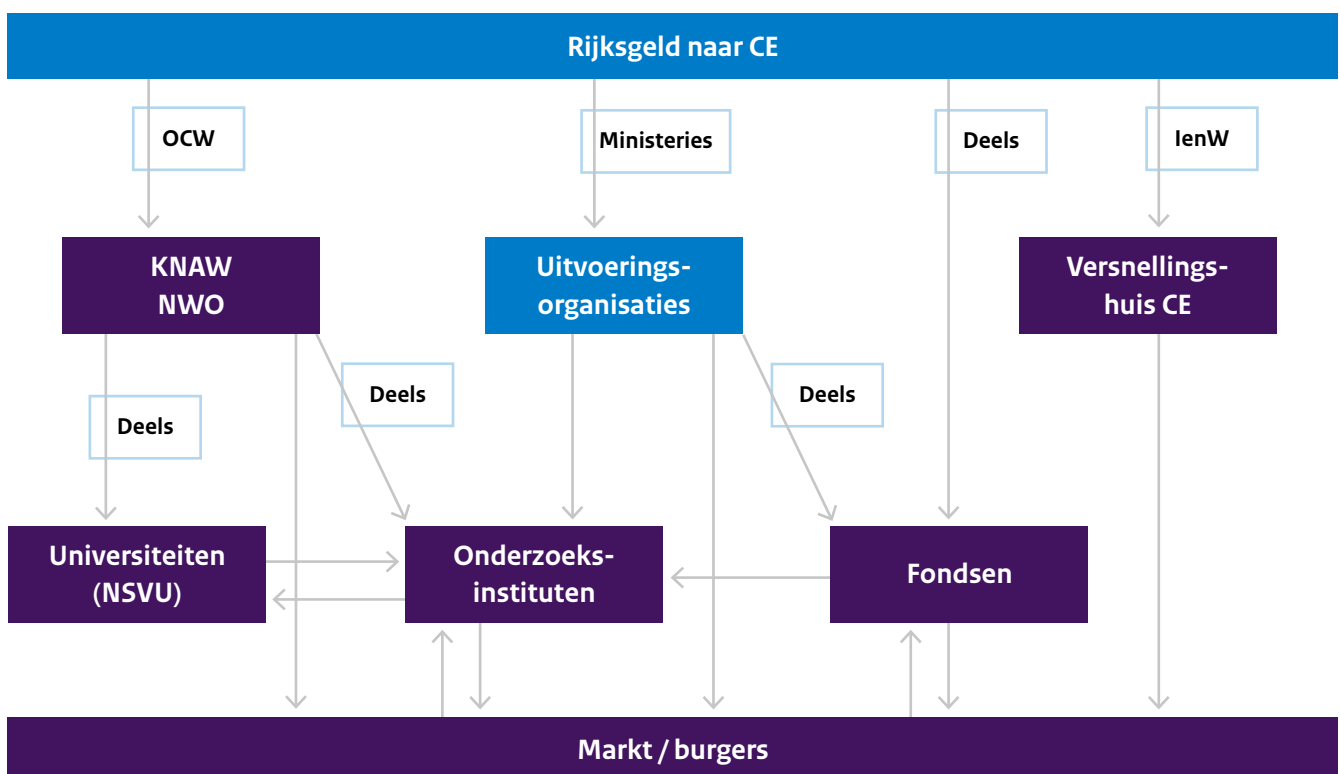 Rijksgeld naar CE
OCW
Ministeries
Deels
IenW
KNAW
NWO
Uitvoerings-
organisaties
Versnellings-
huis CE
Deels
Deels
Deels
Universiteiten
(NSVU)
Onderzoeks-
instituten
Fondsen
Markt / burgers